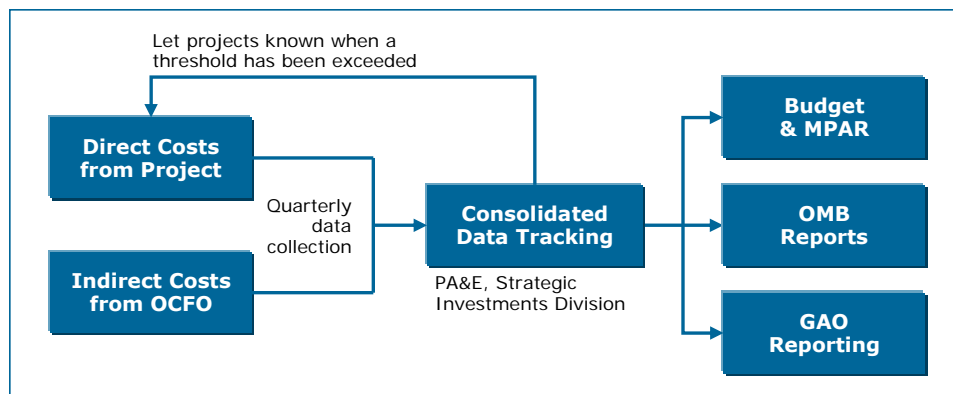 Let projects known when a
threshold has been exceeded
Direct Costs
from Project
Quarterly
data
collection
Indirect Costs
from OCFO
Consolidated
Data Tracking
PA&E, Strategic
Investments Division
Budget
& MPAR
OMB
Reports
GAO
Reporting